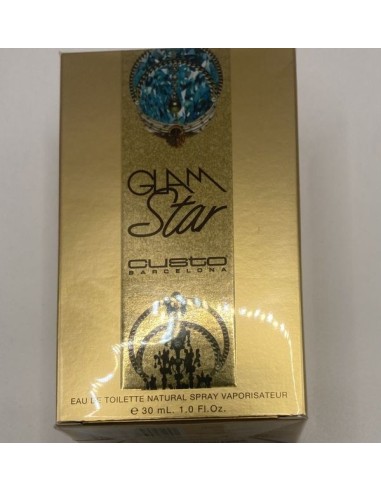 GLAM
Star
custo
BARCELONA
EAU DE TOILETTE NATURAL SPRAY VAPORISATEUR
e 30 mL. 1.0 Fl.Oz.